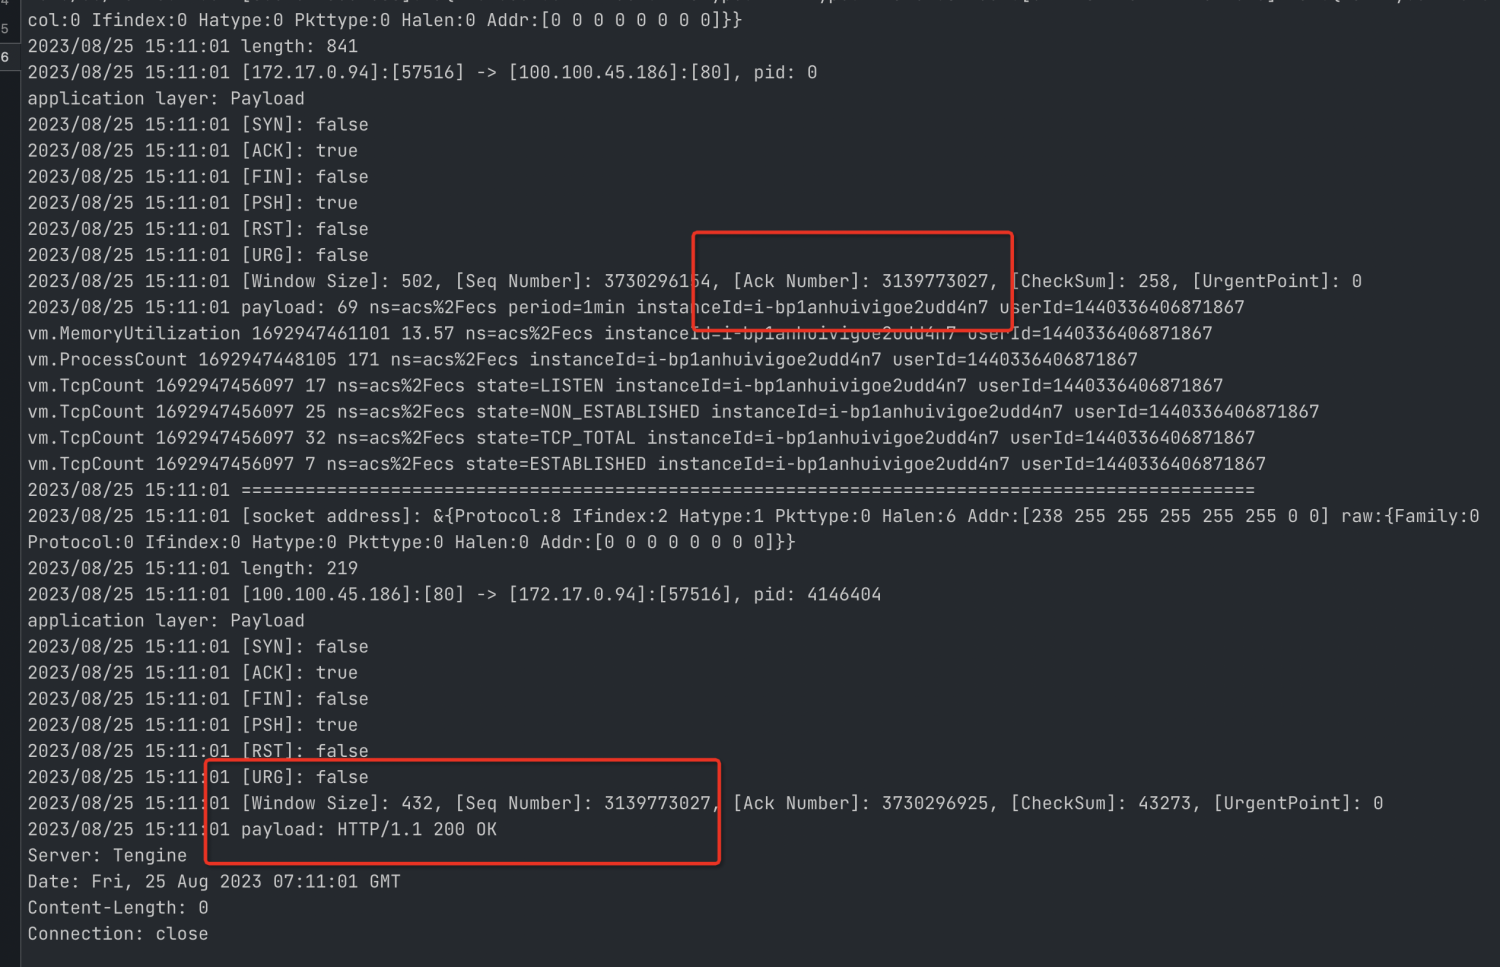 5
col:0 Ifindex:0 Hatype:0 Pkttype:0 Halen:0 Addr:[0 0 0 0 0 0 0 0]}}
2023/08/25 15:11:01 length: 841
6
2023/08/25 15:11:01 [172.17.0.94]:[57516] -> [100.100.45.186]:[80], pid: 0
application layer: Payload
2023/08/25 15:11:01 [SYN]: false
2023/08/25 15:11:01 [ACK]: true
2023/08/25 15:11:01 [FIN]: false
2023/08/25 15:11:01 [PSH]: true
2023/08/25 15:11:01 [RST]: false
2023/08/25 15:11:01 [URG]: false
2023/08/25 15:11:01 [Window Size]: 502, [Seq Number]: 3730296154, [Ack Number]: 3139773027, [CheckSum]: 258, [UrgentPoint]: 0
2023/08/25 15:11:01 payload: 69 ns=acs%2Fecs period=1min instanceId=i-bp1anhuivigoe2udd4n7 userId=1440336406871867
vm.MemoryUtilization 1692947461101 13.57 ns=acs%2Fecs instanceId=i-bp1anhuivigoe2udd4n7 userId=1440336406871867
vm.ProcessCount 1692947448105 171 ns=acs%2Fecs instanceId=i-bp1anhuivigoe2udd4n7 userId=1440336406871867
vm.TcpCount 1692947456097 17 ns=acs%2Fecs state=LISTEN instanceId=i-bp1anhuivigoe2udd4n7 userId=1440336406871867
vm.TcpCount 1692947456097 25 ns=acs%2Fecs state=NON_ESTABLISHED instanceId=i-bp1anhuivigoe2udd4n7 userId=1440336406871867
vm.TcpCount 1692947456097 32 ns=acs%2Fecs state=TCP_TOTAL instanceId=i-bp1anhuivigoe2udd4n7 userId=1440336406871867
vm.TcpCount 1692947456097 7 ns=acs%2Fecs state=ESTABLISHED instanceId=i-bp1anhuivigoe2udd4n7 userId=1440336406871867
2023/08/25 15:11:01 ===============================================================================================
2023/08/25 15:11:01 [socket address]: &{Protocol:8 Ifindex:2 Hatype:1 Pkttype:0 Halen:6 Addr:[238 255 255 255 255 255 0 0] raw:{Family:0
Protocol:0 Ifindex:0 Hatype:0 Pkttype:0 Halen:0 Addr:[0 0 0 0 0 0 0 0]}}
2023/08/25 15:11:01 length: 219
2023/08/25 15:11:01 [100.100.45.186]:[80] -> [172.17.0.94]:[57516], pid: 4146404
application layer: Payload
2023/08/25 15:11:01 [SYN]: false
2023/08/25 15:11:01 [ACK]: true
2023/08/25 15:11:01 [FIN]: false
2023/08/25 15:11:01 [PSH]: true
2023/08/25 15:11:01 [RST]: false
2023/08/25 15:11:01 [URG]: false
2023/08/25 15:11:01 [Window Size]: 432, [Seq Number]: 3139773027, [Ack Number]: 3730296925, [CheckSum]: 43273, [UrgentPoint]: 0
2023/08/25 15:11:01 payload: HTTP/1.1 200 OK
Server: Tengine
Date: Fri, 25 Aug 2023 07:11:01 GMT
Content-Length: 0
Connection: close